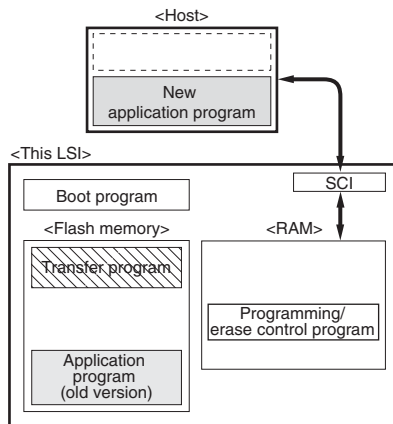 <Host>
New
application program
<This LSI>
SCI
Boot program
<Flash memory>
<RAM>
Transfer program
Programming/
erase control program
Application
program
(old version)